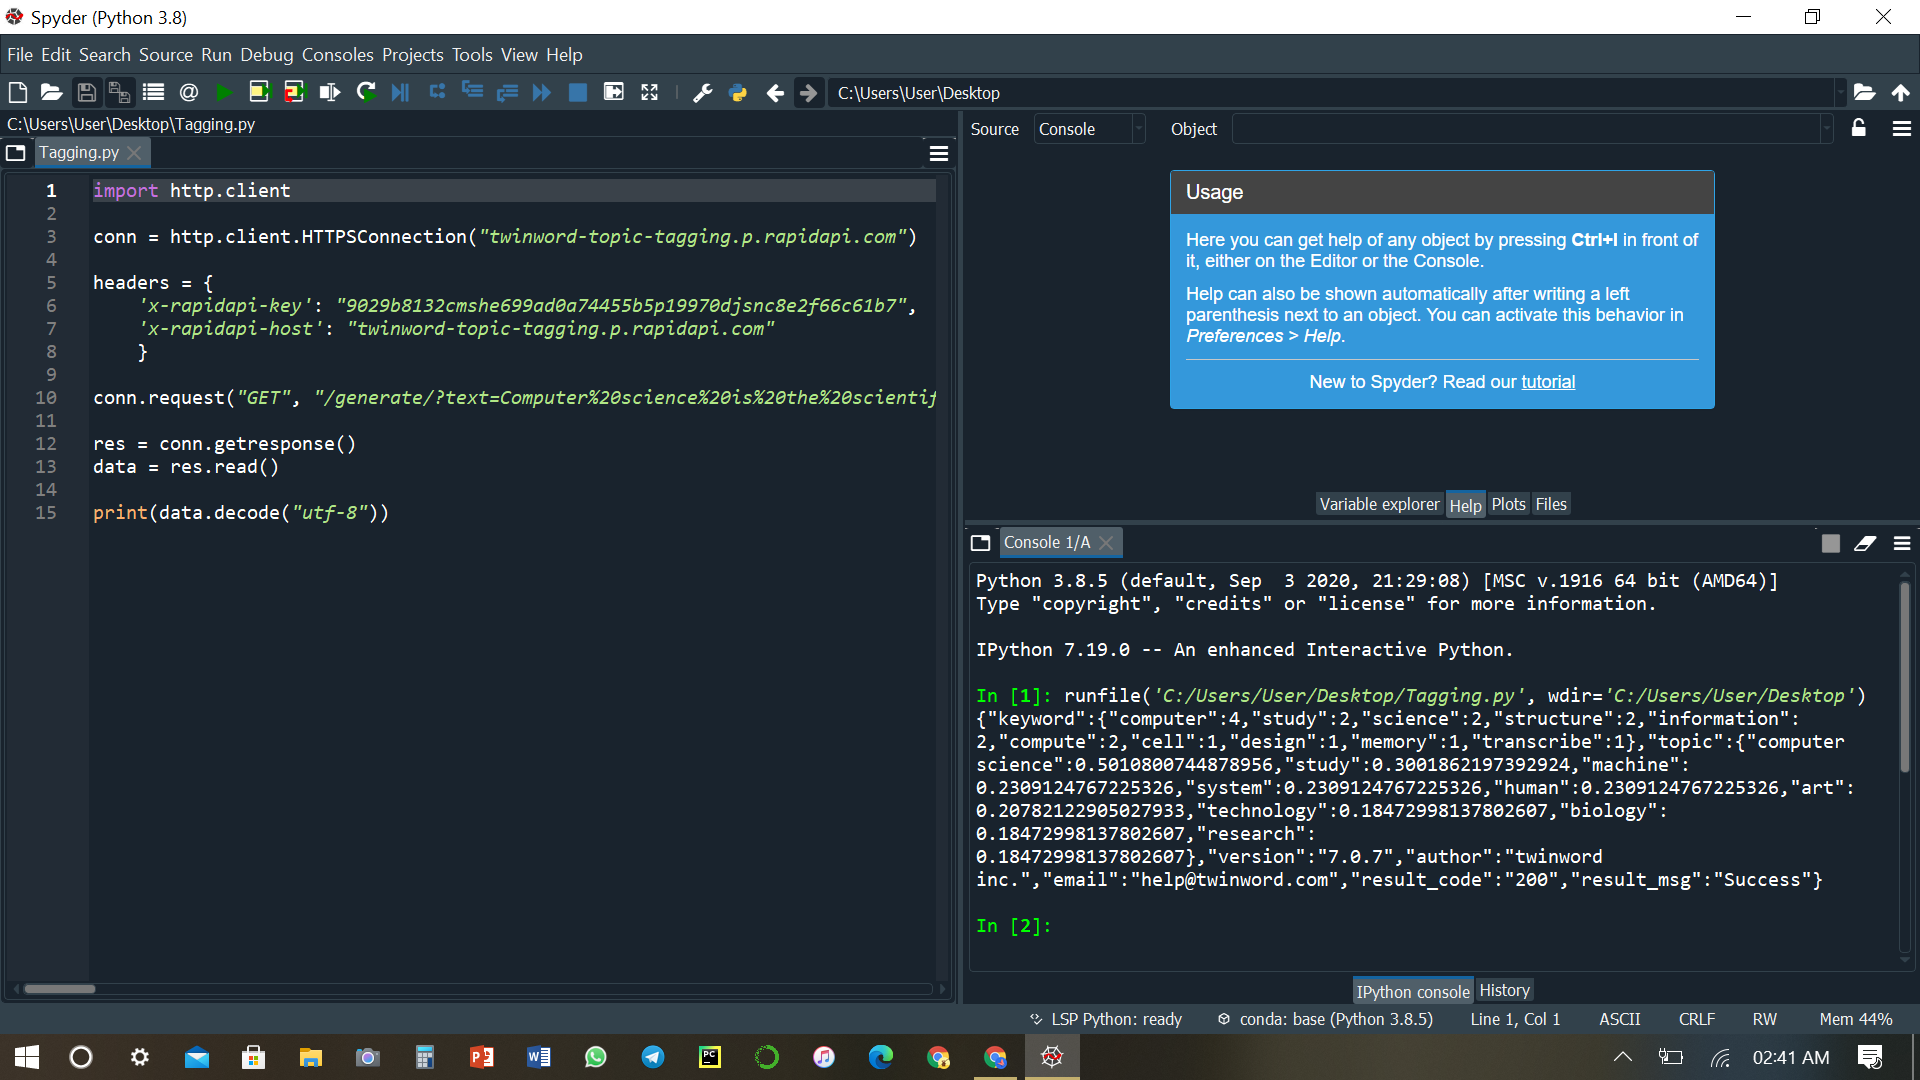 Spyder (Python 3.8)
File Edit Search Source Run Debug Consoles Projects Tools View Help
C:\Users\User\Desktop
C:\Users\User\Desktop\Tagging.py
Tagging.py
1 import http.client
2
3 conn = http.client.HTTPSConnection("twinword-topic-tagging.p.rapidapi.com")
4
5 headers = {
6 'x-rapidapi-key': "9029b8132cmshe699ad0a74455b5p19970djsnc8e2f66c61b7",
7 'x-rapidapi-host': "twinword-topic-tagging.p.rapidapi.com"
8 }
9
10 conn.request("GET", "/generate/?text=Computer%20science%20is%20the%20scientif
11
12 res = conn.getresponse()
13 data = res.read()
14
15 print(data.decode("utf-8"))
Source Console Object
Usage
Here you can get help of any object by pressing Ctrl+I in front of
it, either on the Editor or the Console.
Help can also be shown automatically after writing a left
parenthesis next to an object. You can activate this behavior in
Preferences > Help.
New to Spyder? Read our tutorial
Variable explorer Help Plots Files
Console 1/A
Python 3.8.5 (default, Sep  3 2020, 21:29:08) [MSC v.1916 64 bit (AMD64)]
Type "copyright", "credits" or "license" for more information.
IPython 7.19.0 -- An enhanced Interactive Python.
In [1]: runfile('C:/Users/User/Desktop/Tagging.py', wdir='C:/Users/User/Desktop')
{"keyword":{"computer":4,"study":2,"science":2,"structure":2,"information":
2,"compute":2,"cell":1,"design":1,"memory":1,"transcribe":1},"topic":{"computer
science":0.5010800744878956,"study":0.3001862197392924,"machine":
0.2309124767225326,"system":0.2309124767225326,"human":0.2309124767225326,"art":
0.20782122905027933,"technology":0.18472998137802607,"biology":
0.18472998137802607,"research":
0.18472998137802607},"version":"7.0.7","author":"twinword
inc.","email":"help@twinword.com","result_code":"200","result_msg":"Success"}
In [2]:
IPython console History
LSP Python: ready conda: base (Python 3.8.5) Line 1, Col 1 ASCII CRLF RW Mem 44%
02:41 AM